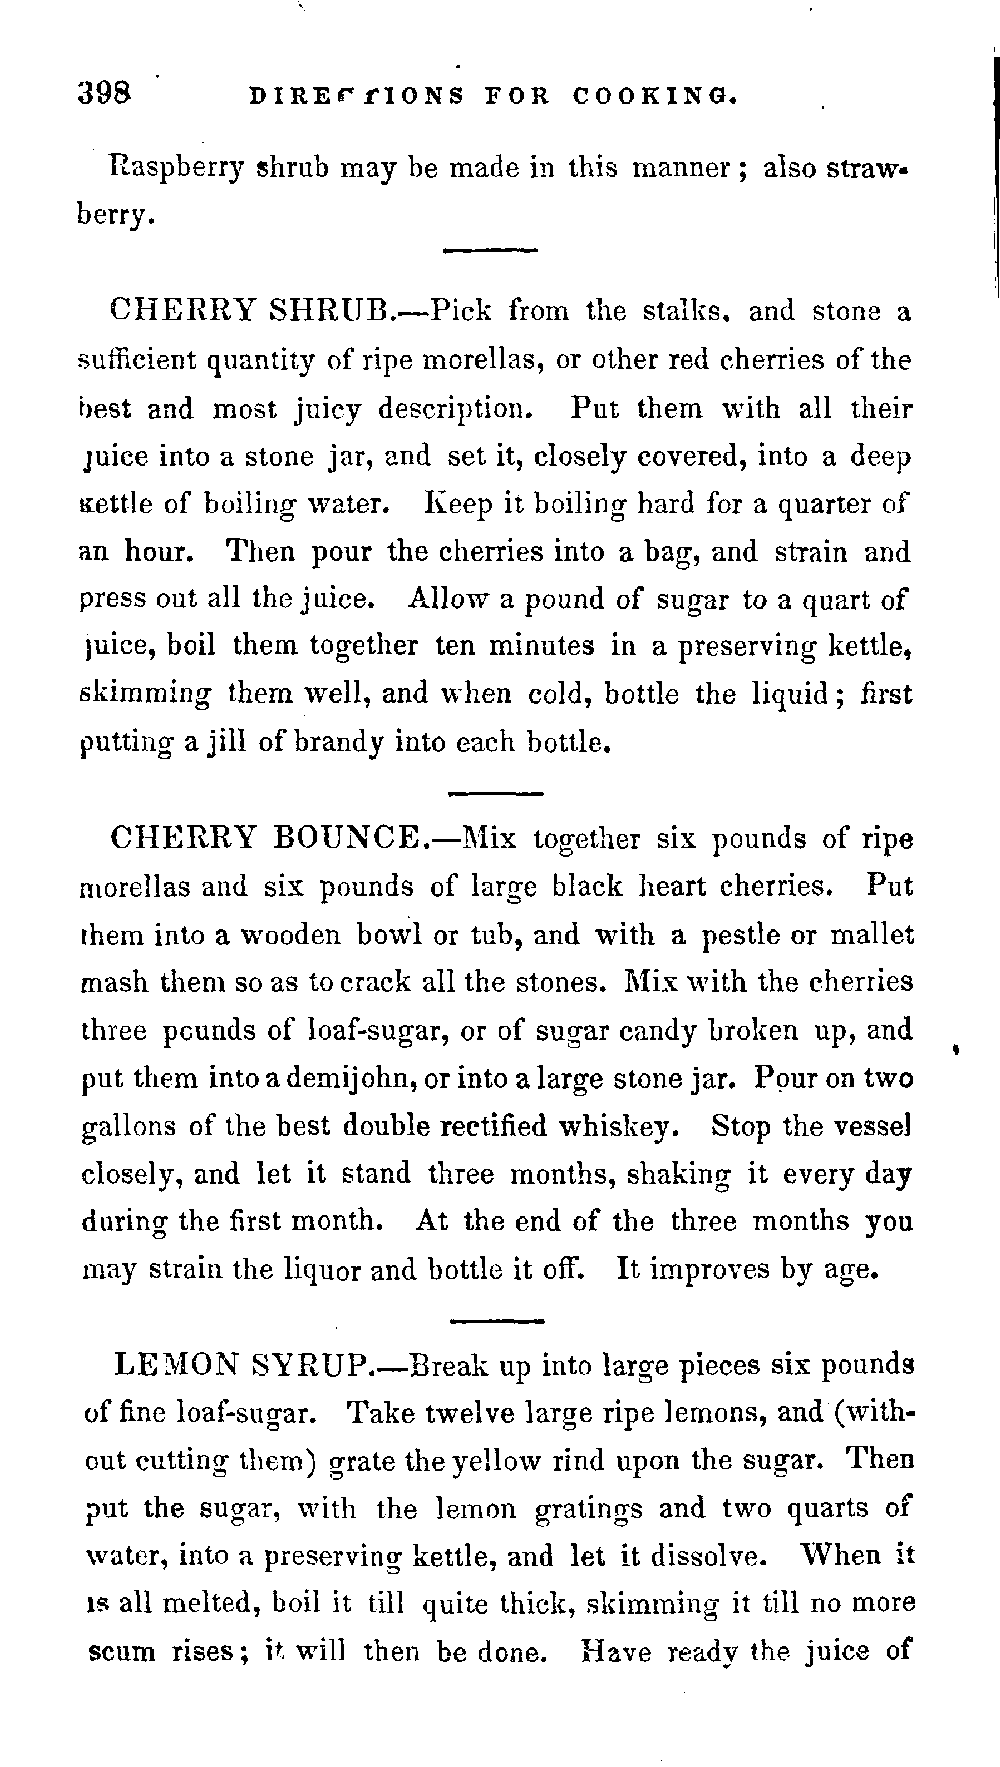 398 DIRECTIONS FOR COOKING.
Raspberry shrub may be made in this manner; also straw-
berry.
CHERRY SHRUB.—Pick from the stalks, and stone a
sufficient quantity of ripe morellas, or other red cherries of the
best and most juicy description. Put them with all their
juice into a stone jar, and set it, closely covered, into a deep
kettle of boiling water. Keep it boiling hard for a quarter of
an hour. Then pour the cherries into a bag, and strain and
press out all the juice. Allow a pound of sugar to a quart of
juice, boil them together ten minutes in a preserving kettle,
skimming them well, and when cold, bottle the liquid; first
putting a jill of brandy into each bottle.
CHERRY BOUNCE.—Mix together six pounds of ripe
morellas and six pounds of large black heart cherries. Put
them into a wooden bowl or tub, and with a pestle or mallet
mash them so as to crack all the stones. Mix with the cherries
three pounds of loaf-sugar, or of sugar candy broken up, and
put them into a demijohn, or into a large stone jar. Pour on two
gallons of the best double rectified whiskey. Stop the vessel
closely, and let it stand three months, shaking it every day
during the first month. At the end of the three months you
may strain the liquor and bottle it off. It improves by age.
LEMON SYRUP.—Break up into large pieces six pounds
of fine loaf-sugar. Take twelve large ripe lemons, and (with-
out cutting them) grate the yellow rind upon the sugar. Then
put the sugar, with the lemon gratings and two quarts of
water, into a preserving kettle, and let it dissolve. When it
is all melted, boil it till quite thick, skimming it till no more
scum rises; it will then be done. Have ready the juice of